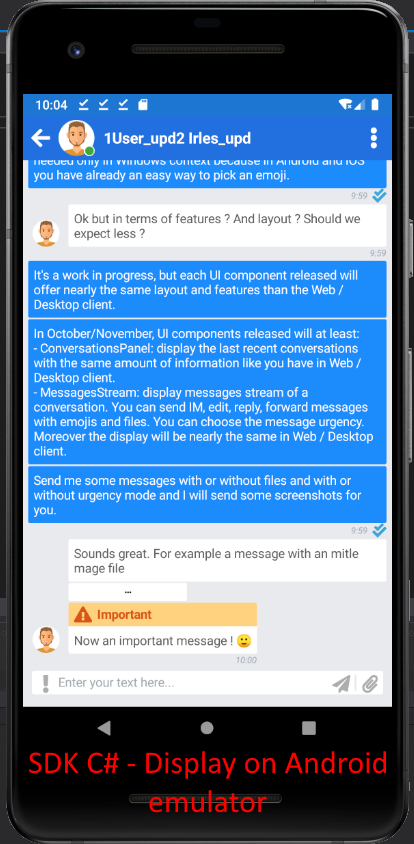 10:04
1User_upd2 Irles_upd
needed only in Windows context because in Android and iOS
you have already an easy way to pick an emoji.
9:59
Ok but in terms of features ? And layout ? Should we
expect less ?
9:59
It's a work in progress, but each UI component released will
offer nearly the same layout and features than the Web /
Desktop client.
In October/November, UI components released will at least:
- ConversationsPanel: display the last recent conversations
with the same amount of information like you have in Web /
Desktop client.
- MessagesStream: display messages stream of a
conversation. You can send IM, edit, reply, forward messages
with emojis and files. You can choose the message urgency.
Moreover the display will be nearly the same in Web / Desktop
client.
Send me some messages with or without files and with or
without urgency mode and I will send some screenshots for
you.
9:59
Sounds great. For example a message with an mitle
mage file
...
Important
Now an important message ! 🙂
10:00
Enter your text here...
SDK C# - Display on Android
emulator